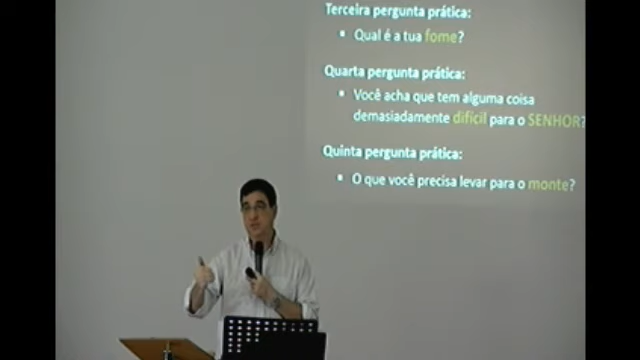 Terceira pergunta prática:
Qual é a tua fome?
Quarta pergunta prática:
Você acha que tem alguma coisa
demasiadamente difícil para o SENHOR?
Quinta pergunta prática:
O que você precisa levar para o monte?